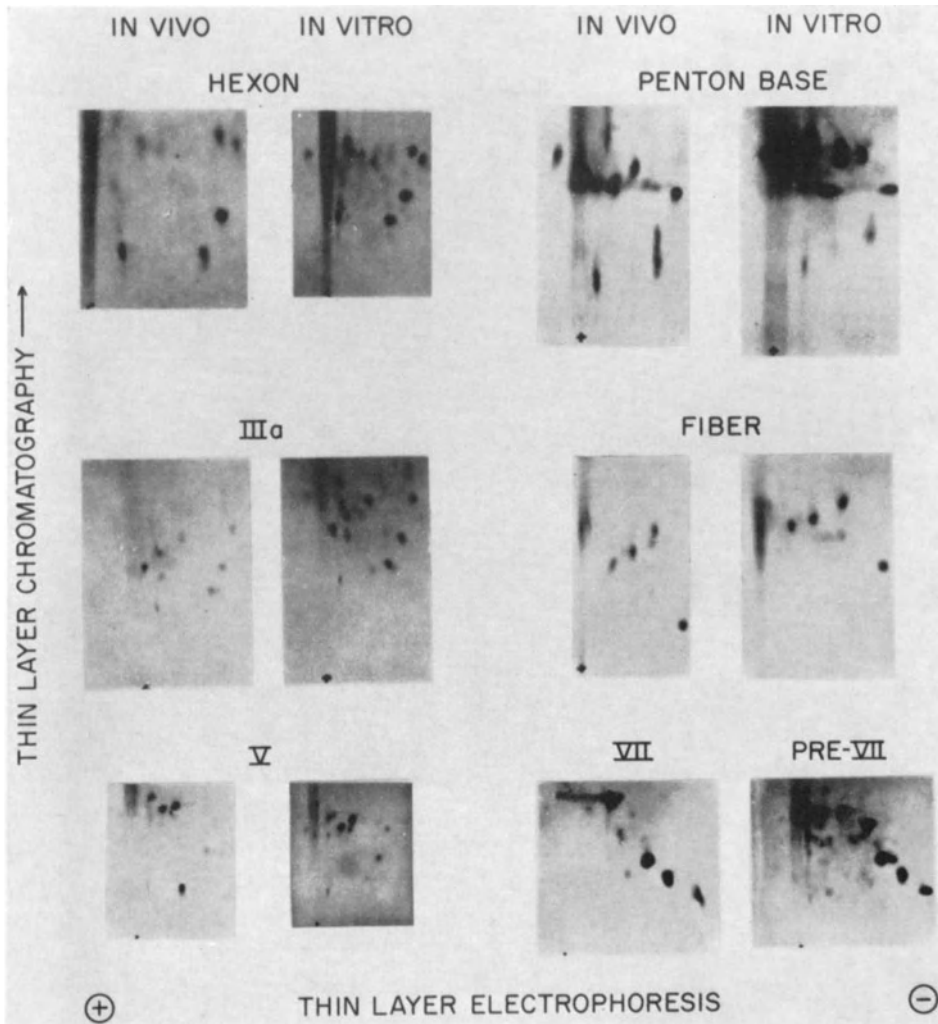 IN VIVO IN VITRO IN VIVO IN VITRO
HEXON PENTON BASE
IIIa FIBER
V VII PRE-VII
THIN LAYER CHROMATOGRAPHY →
⊕ THIN LAYER ELECTROPHORESIS ⊖